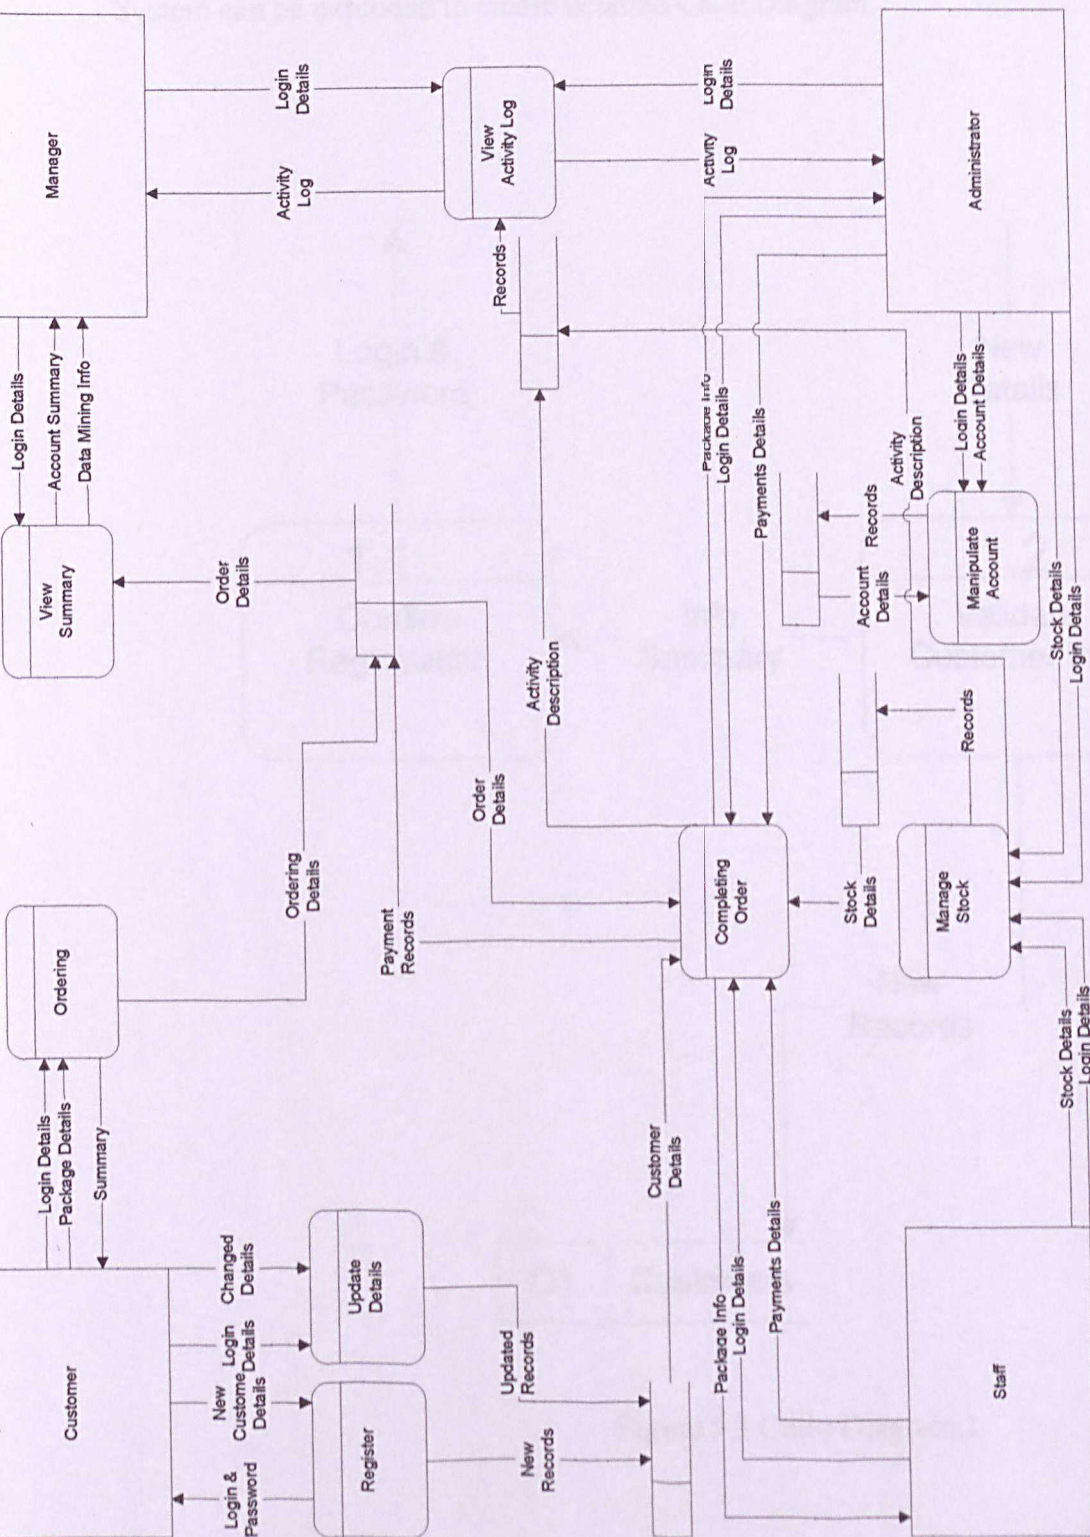 Customer
Login Details
Package Details
Summary
Ordering
View
Summary
Login Details
Account Summary
Data Mining Info
Manager
Login &
Password
New
Custome
Details
Login
Details
Changed
Details
Ordering
Details
Order
Details
Activity
Log
Login
Details
Register
Update
Details
Payment
Records
Order
Details
Activity
Description
Records
View
Activity Log
New
Records
Updated
Records
Customer
Details
Completing
Order
Package Info
Login Details
Payments Details
Activity
Log
Login
Details
Package Info
Login Details
Payments Details
Stock
Details
Account
Details
Records
Activity
Description
Manage
Stock
Records
Manipulate
Account
Login Details
Account Details
Administrator
Staff
Stock Details
Login Details
Stock Details
Login Details